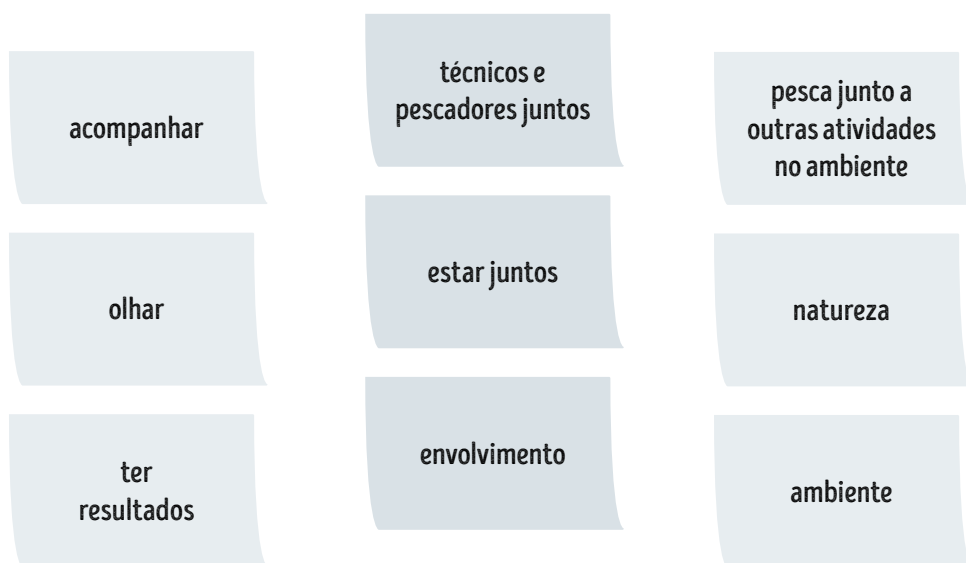 acompanhar
olhar
ter
resultados
técnicos e
pescadores juntos
estar juntos
envolvimento
pesca junto a
outras atividades
no ambiente
natureza
ambiente